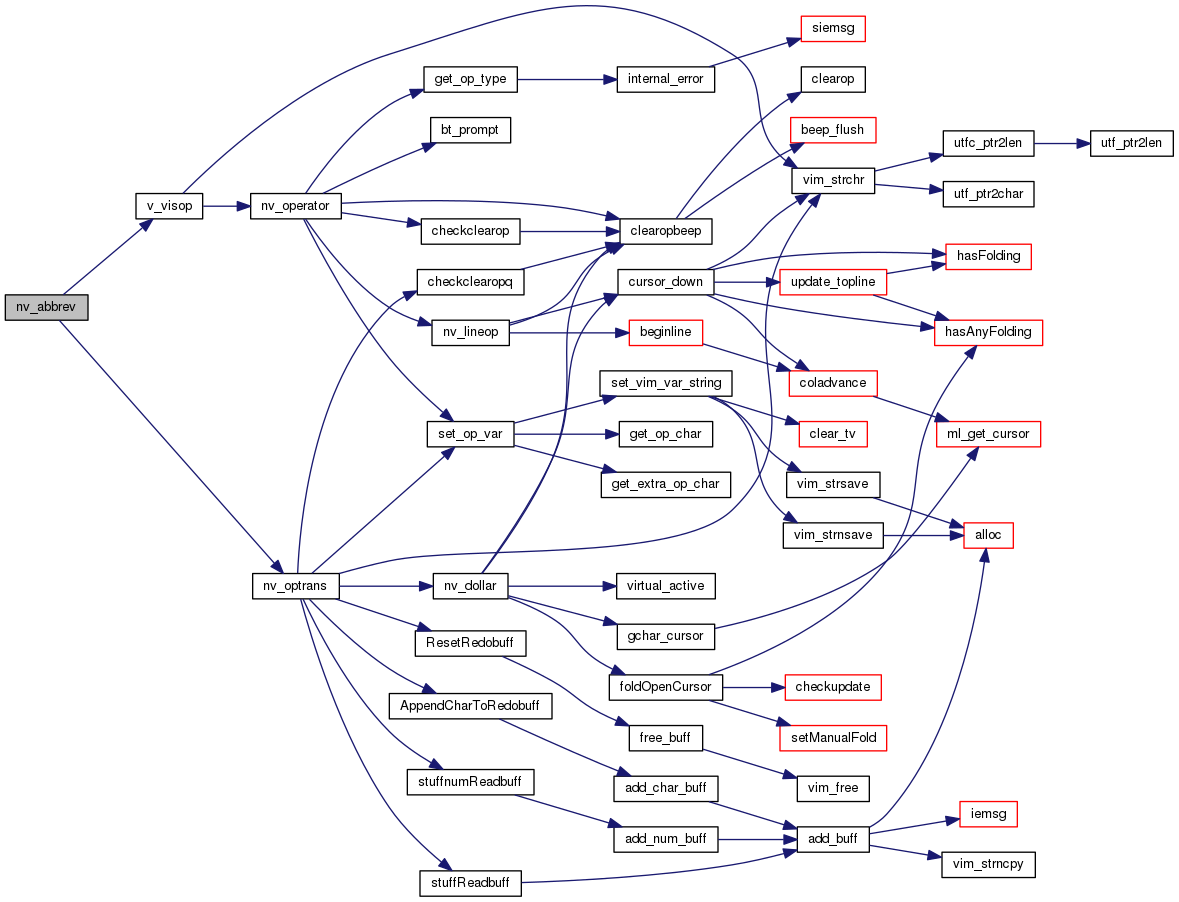 nv_abbrev
v_visop
nv_optrans
nv_operator
get_op_type
bt_prompt
checkclearop
checkclearopq
nv_lineop
set_op_var
nv_dollar
ResetRedobuff
AppendCharToRedobuff
stuffnumReadbuff
stuffReadbuff
internal_error
clearopbeep
cursor_down
beginline
set_vim_var_string
get_op_char
get_extra_op_char
virtual_active
gchar_cursor
foldOpenCursor
free_buff
add_char_buff
add_num_buff
siemsg
clearop
beep_flush
vim_strchr
update_topline
coladvance
clear_tv
vim_strsave
vim_strnsave
checkupdate
setManualFold
vim_free
add_buff
utfc_ptr2len
utf_ptr2char
hasFolding
hasAnyFolding
ml_get_cursor
alloc
iemsg
vim_strncpy
utf_ptr2len